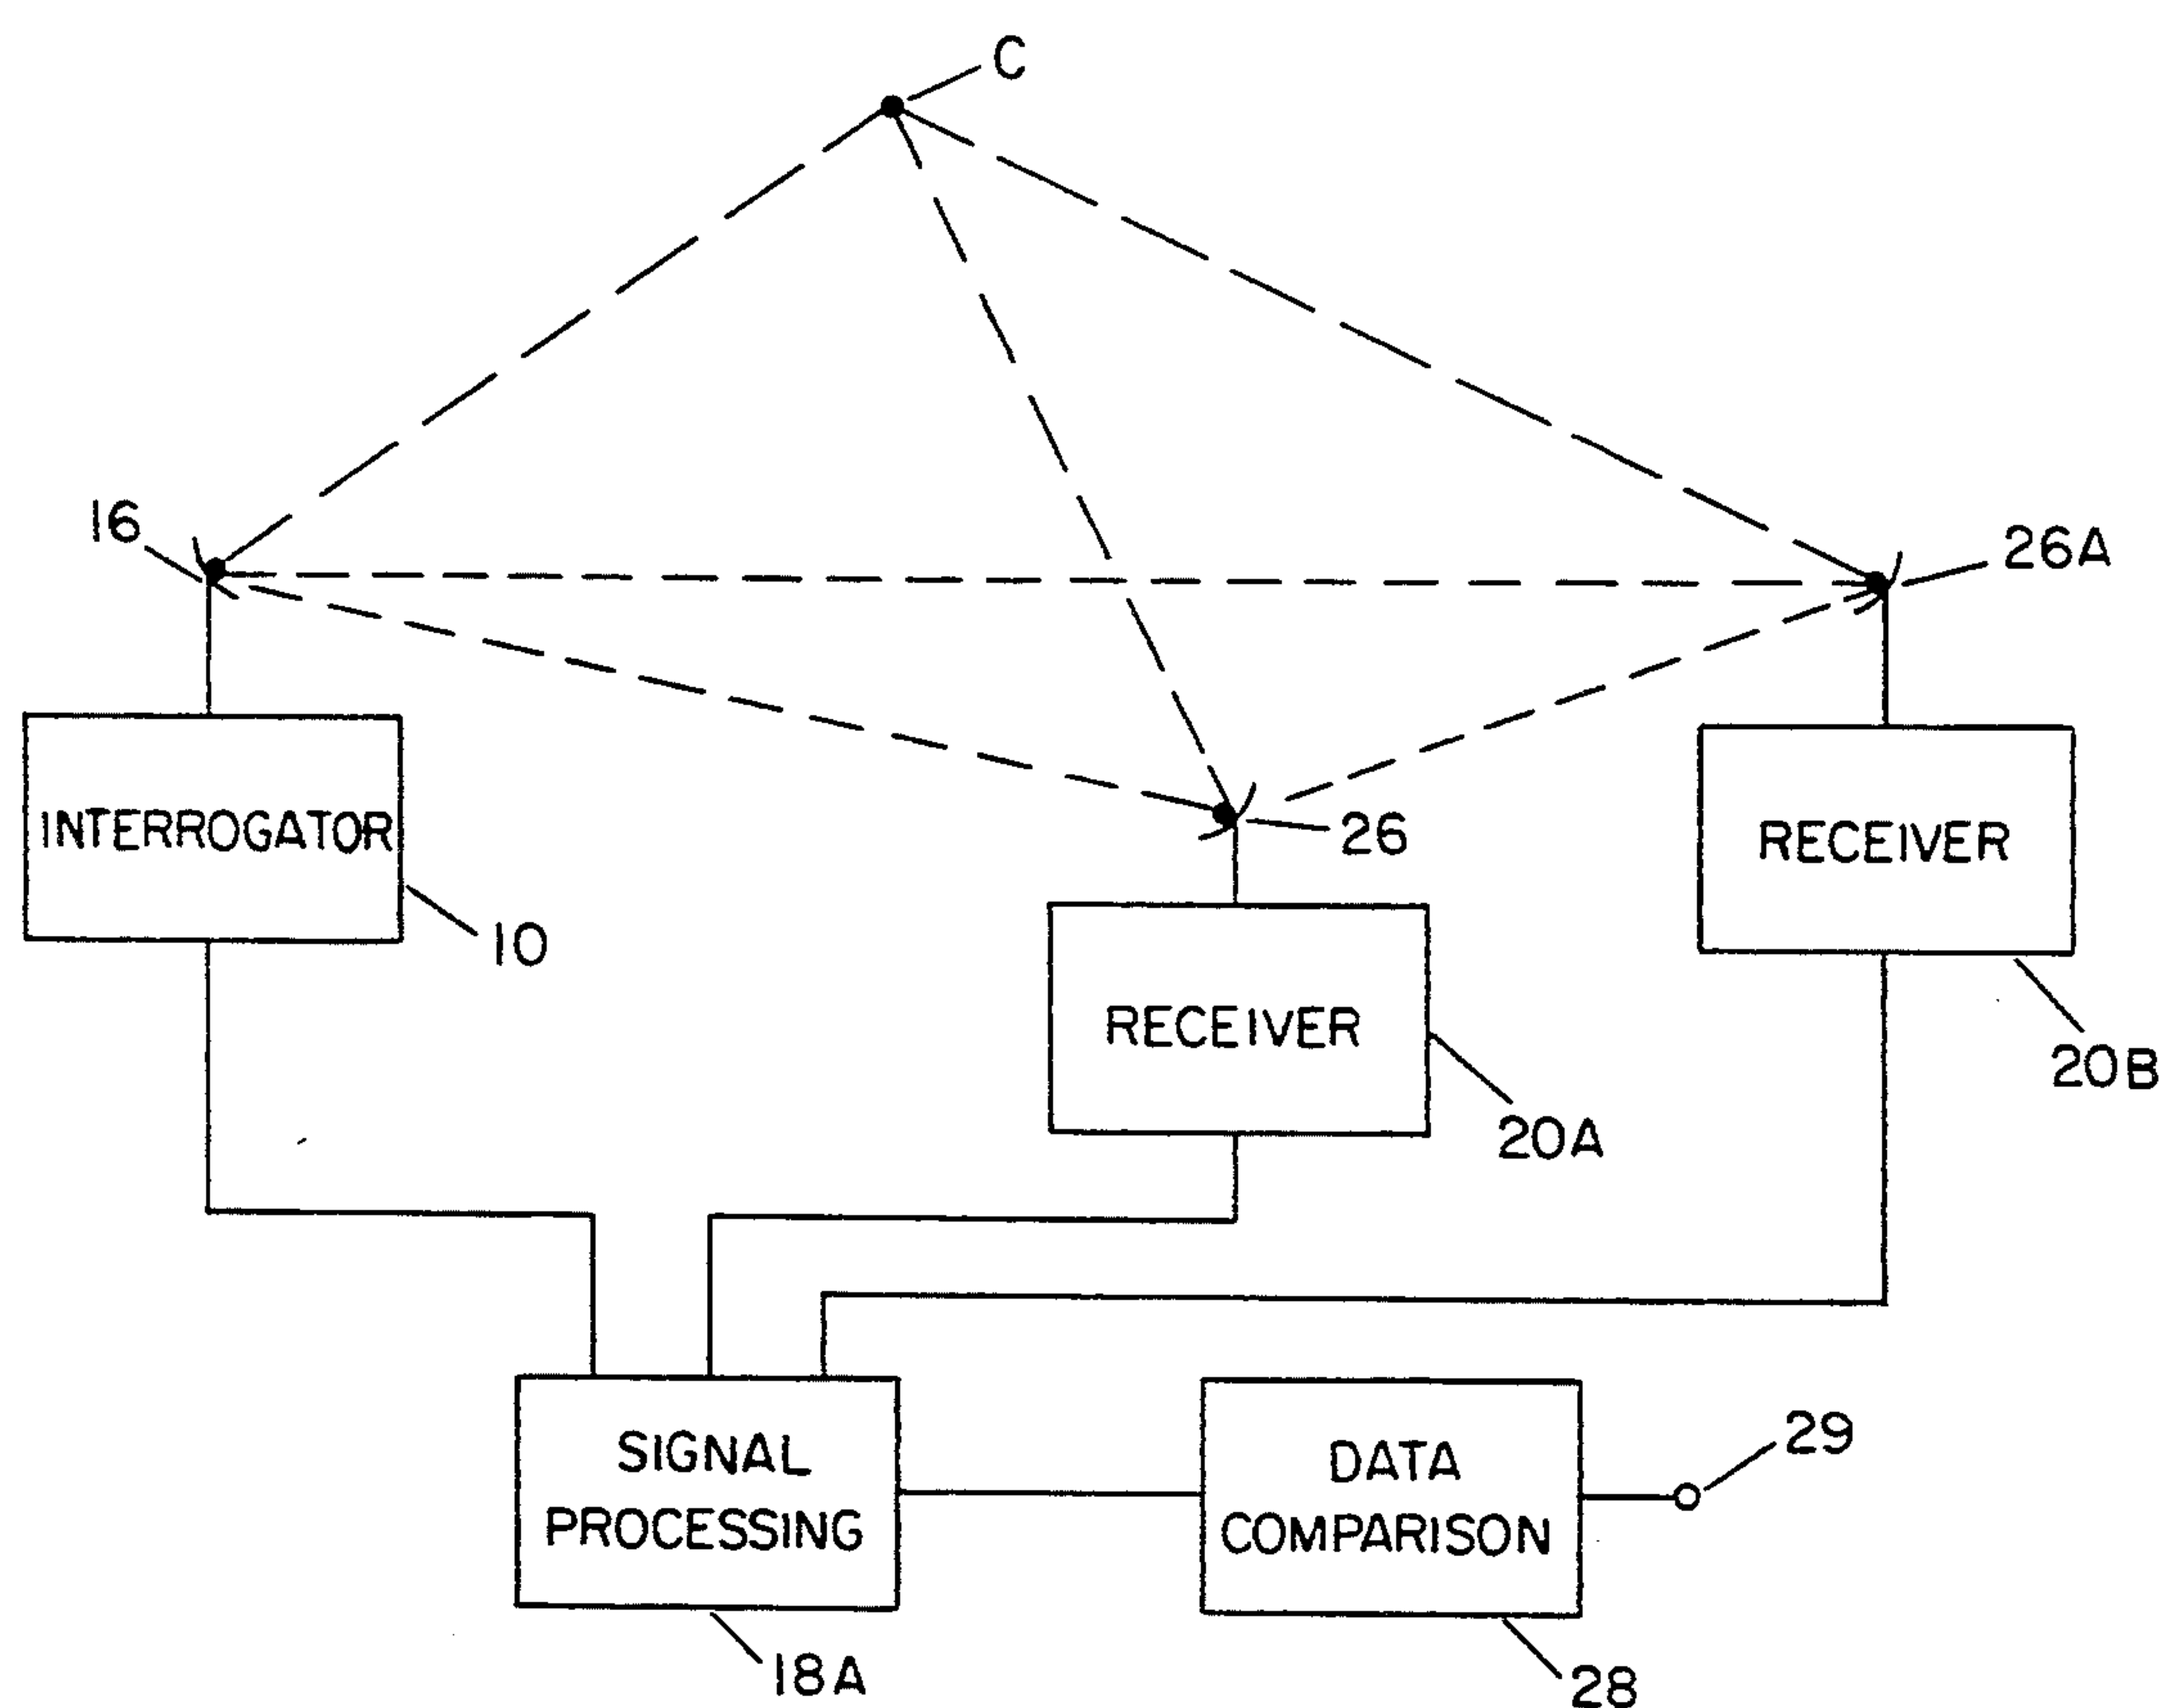 C
16
26A
26
INTERROGATOR
RECEIVER
10
RECEIVER
20B
20A
29
SIGNAL
PROCESSING
DATA
COMPARISON
18A
28